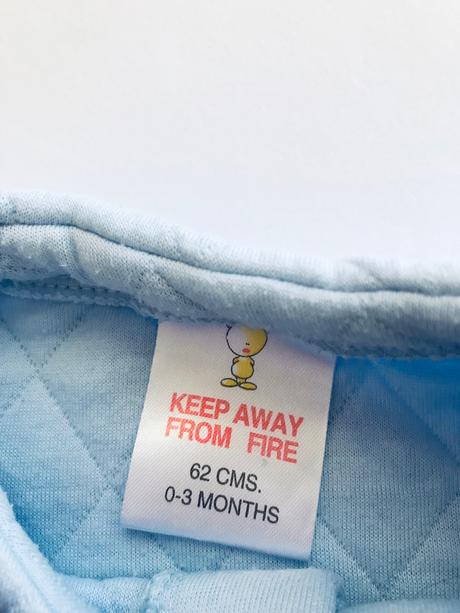 KEEP AWAY
FROM FIRE
62 CMS.
0-3 MONTHS